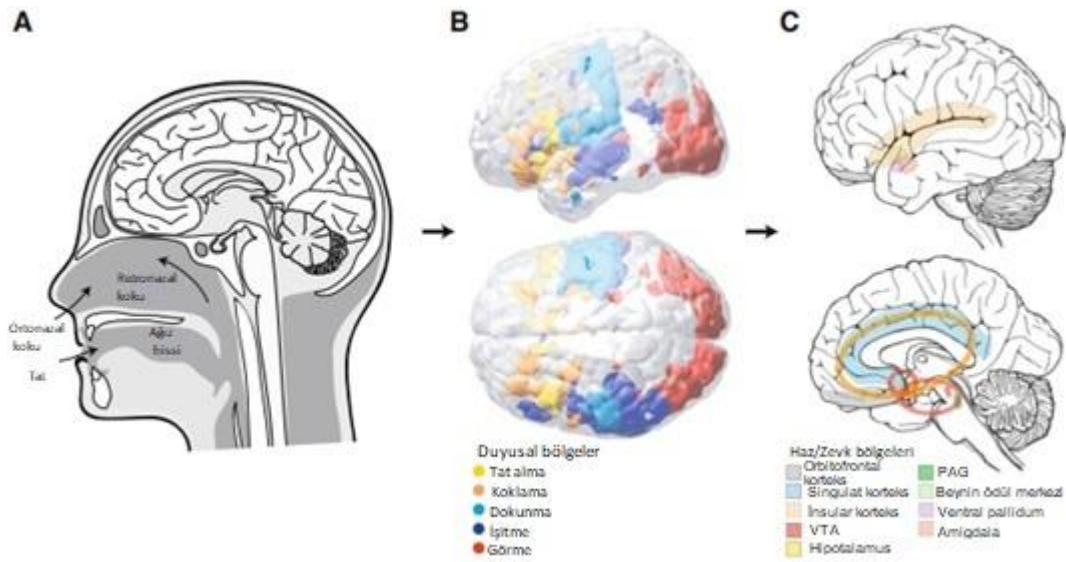 A
B
C
Retronazal
koku
Ortonazal
koku
Ağız
hissi
Tat
Duyusal bölgeler
Tat alma
Koklama
Dokunma
İşitme
Görme
Haz/Zevk bölgeleri
Orbitofrontal
korteks
Singulat korteks
İnsular korteks
VTA
Hipotalamus
PAG
Beynin ödül merkezi
Ventral pallidum
Amigdala